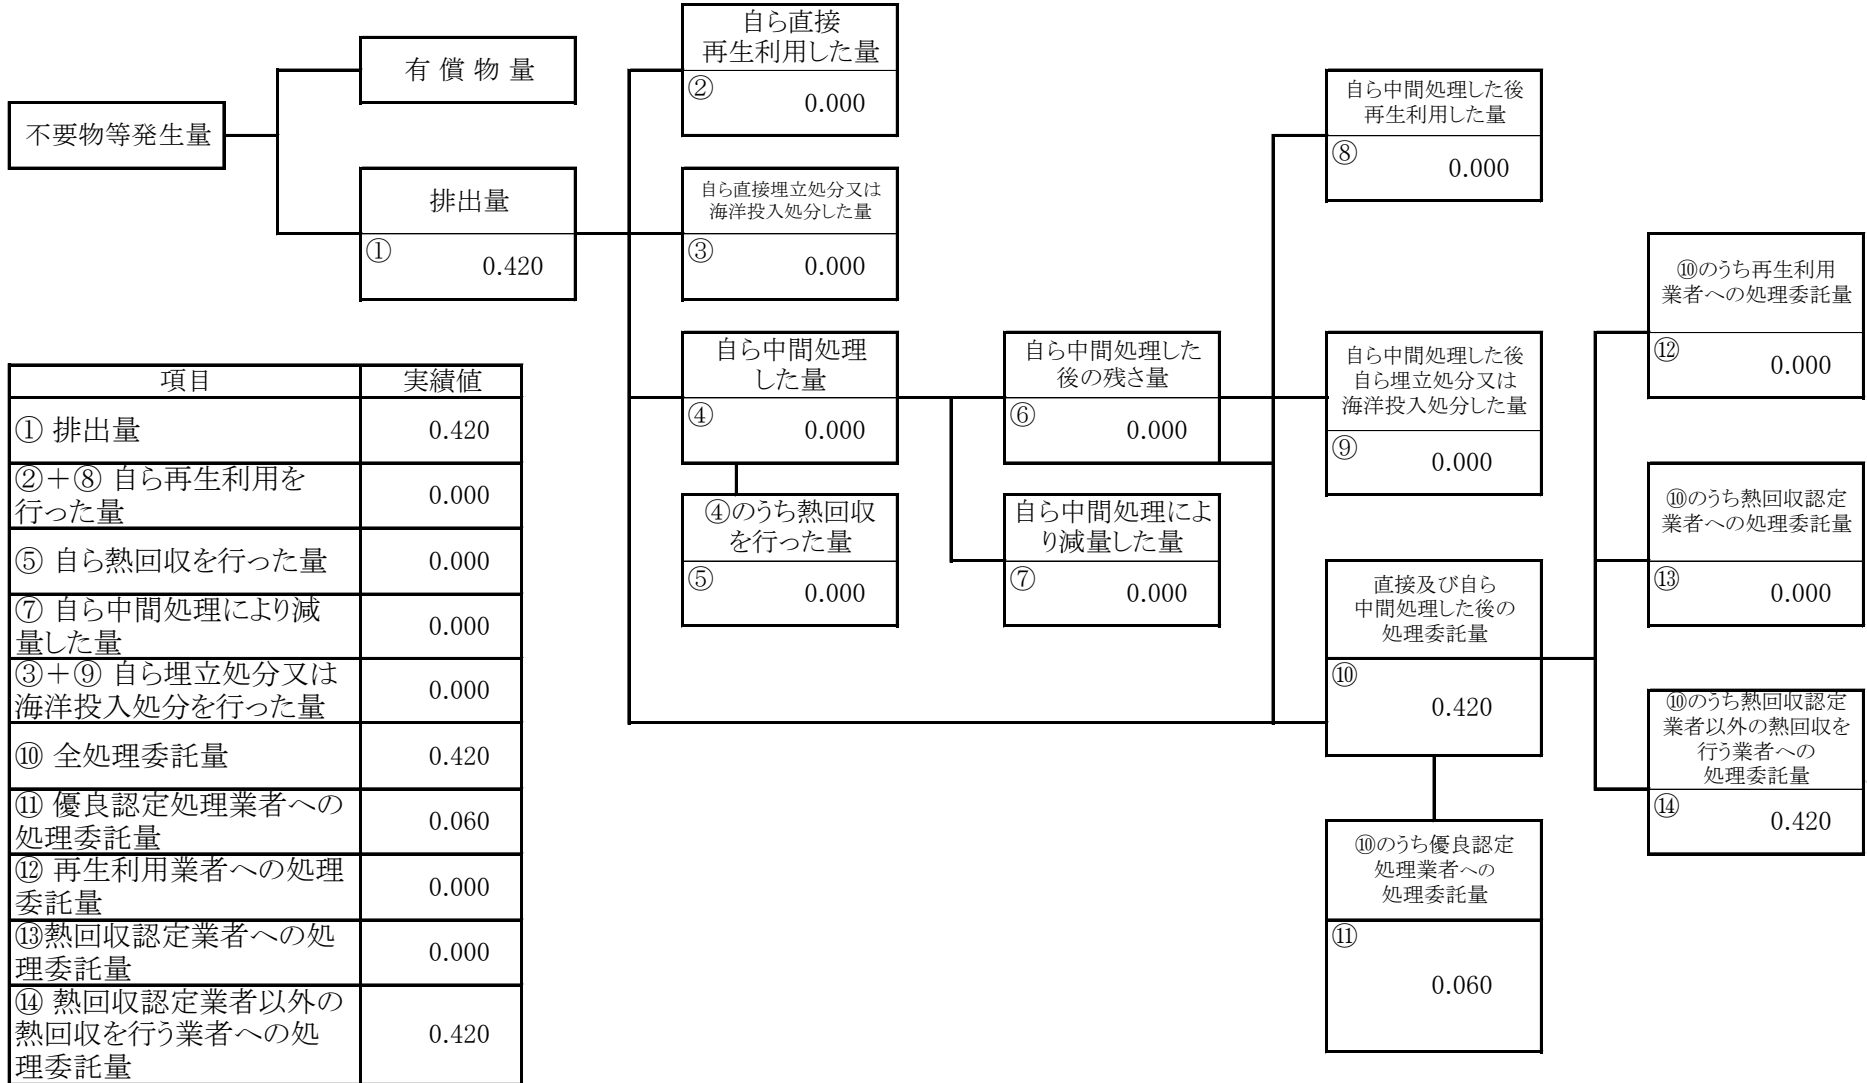 不要物等発生量
有 償 物 量
排出量
①
0.420
自ら直接
再生利用した量
②
0.000
自ら直接埋立処分又は
海洋投入処分した量
③
0.000
自ら中間処理
した量
④
0.000
④のうち熱回収
を行った量
⑤
0.000
自ら中間処理した
後の残さ量
⑥
0.000
自ら中間処理によ
り減量した量
⑦
0.000
自ら中間処理した後
再生利用した量
⑧
0.000
自ら中間処理した後
自ら埋立処分又は
海洋投入処分した量
⑨
0.000
直接及び自ら
中間処理した後の
処理委託量
⑩
0.420
⑩のうち優良認定
処理業者への
処理委託量
⑪
0.060
⑩のうち再生利用
業者への処理委託量
⑫
0.000
⑩のうち熱回収認定
業者への処理委託量
⑬
0.000
⑩のうち熱回収認定
業者以外の熱回収を
行う業者への
処理委託量
⑭
0.420
項目 実績値
① 排出量 0.420
②＋⑧ 自ら再生利用を
行った量 0.000
⑤ 自ら熱回収を行った量 0.000
⑦ 自ら中間処理により減
量した量 0.000
③＋⑨ 自ら埋立処分又は
海洋投入処分を行った量 0.000
⑩ 全処理委託量 0.420
⑪ 優良認定処理業者への
処理委託量 0.060
⑫ 再生利用業者への処理
委託量 0.000
⑬熱回収認定業者への処
理委託量 0.000
⑭ 熱回収認定業者以外の
熱回収を行う業者への処
理委託量 0.420